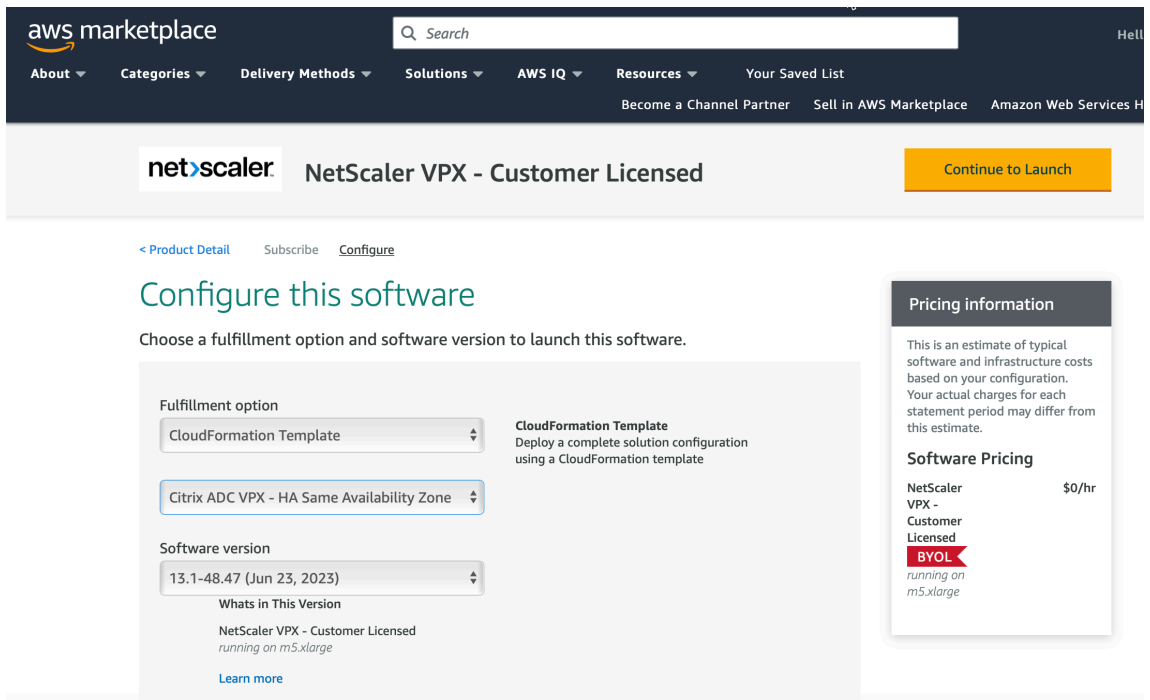 aws marketplace
Search
Hell
About
Categories
Delivery Methods
Solutions
AWS IQ
Resources
Your Saved List
Become a Channel Partner
Sell in AWS Marketplace
Amazon Web Services H
net>scaler.
NetScaler VPX - Customer Licensed
Continue to Launch
< Product Detail
Subscribe
Configure
Configure this software
Choose a fulfillment option and software version to launch this software.
Fulfillment option
CloudFormation Template
CloudFormation Template
Deploy a complete solution configuration
using a CloudFormation template
Citrix ADC VPX - HA Same Availability Zone
Software version
13.1-48.47 (Jun 23, 2023)
Whats in This Version
NetScaler VPX - Customer Licensed
running on m5.xlarge
Learn more
Pricing information
This is an estimate of typical
software and infrastructure costs
based on your configuration.
Your actual charges for each
statement period may differ from
this estimate.
Software Pricing
NetScaler
VPX -
Customer
Licensed
$0/hr
BYOL
running on
m5.xlarge